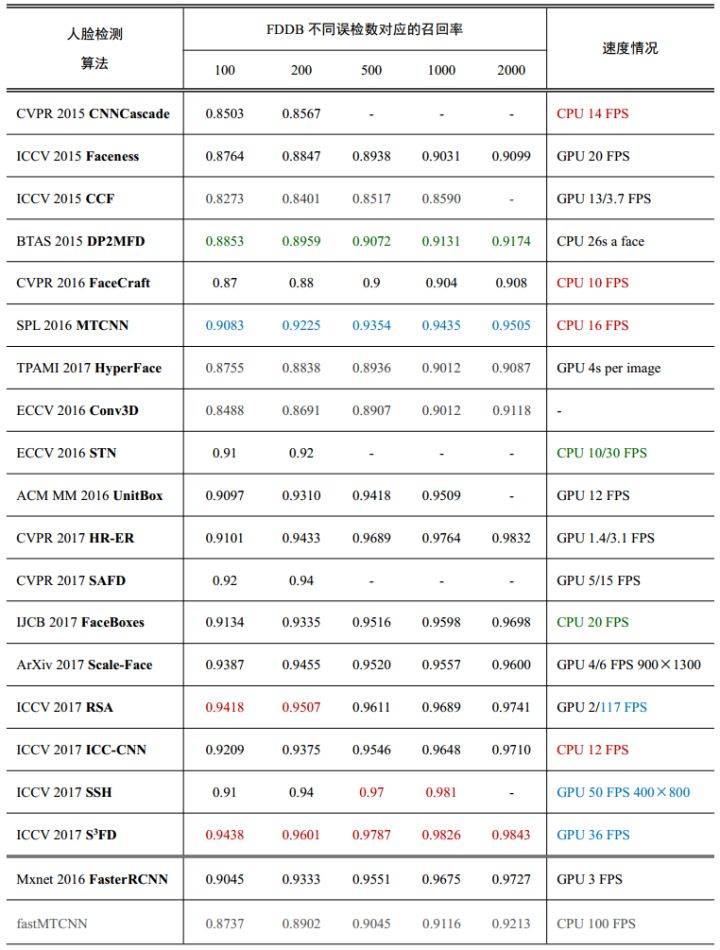 人脸检测 算法 FDDB 不同误检数对应的召回率 速度情况
100 200 500 1000 2000
CVPR 2015 CNNCascade 0.8503 0.8567 - - - CPU 14 FPS
ICCV 2015 Faceness 0.8764 0.8847 0.8938 0.9031 0.9099 GPU 20 FPS
ICCV 2015 CCF 0.8273 0.8401 0.8517 0.8590 - GPU 13/3.7 FPS
BTAS 2015 DP2MFD 0.8853 0.8959 0.9072 0.9131 0.9174 CPU 26s a face
CVPR 2016 FaceCraft 0.87 0.88 0.9 0.904 0.908 CPU 10 FPS
SPL 2016 MTCNN 0.9083 0.9225 0.9354 0.9435 0.9505 CPU 16 FPS
TPAMI 2017 HyperFace 0.8755 0.8838 0.8936 0.9012 0.9087 GPU 4s per image
ECCV 2016 Conv3D 0.8488 0.8691 0.8907 0.9012 0.9118 -
ECCV 2016 STN 0.91 0.92 - - - CPU 10/30 FPS
ACM MM 2016 UnitBox 0.9097 0.9310 0.9418 0.9509 - GPU 12 FPS
CVPR 2017 HR-ER 0.9101 0.9433 0.9689 0.9764 0.9832 GPU 1.4/3.1 FPS
CVPR 2017 SAFD 0.92 0.94 - - - GPU 5/15 FPS
IJCB 2017 FaceBoxes 0.9134 0.9335 0.9516 0.9598 0.9698 CPU 20 FPS
ArXiv 2017 Scale-Face 0.9387 0.9455 0.9520 0.9557 0.9600 GPU 4/6 FPS 900×1300
ICCV 2017 RSA 0.9418 0.9507 0.9611 0.9689 0.9741 GPU 2/117 FPS
ICCV 2017 ICC-CNN 0.9209 0.9375 0.9546 0.9648 0.9710 CPU 12 FPS
ICCV 2017 SSH 0.91 0.94 0.97 0.981 - GPU 50 FPS 400×800
ICCV 2017 S³FD 0.9438 0.9601 0.9787 0.9826 0.9843 GPU 36 FPS
Mxnet 2016 FasterRCNN 0.9045 0.9333 0.9551 0.9675 0.9727 GPU 3 FPS
fastMTCNN 0.8737 0.8902 0.9045 0.9116 0.9213 CPU 100 FPS